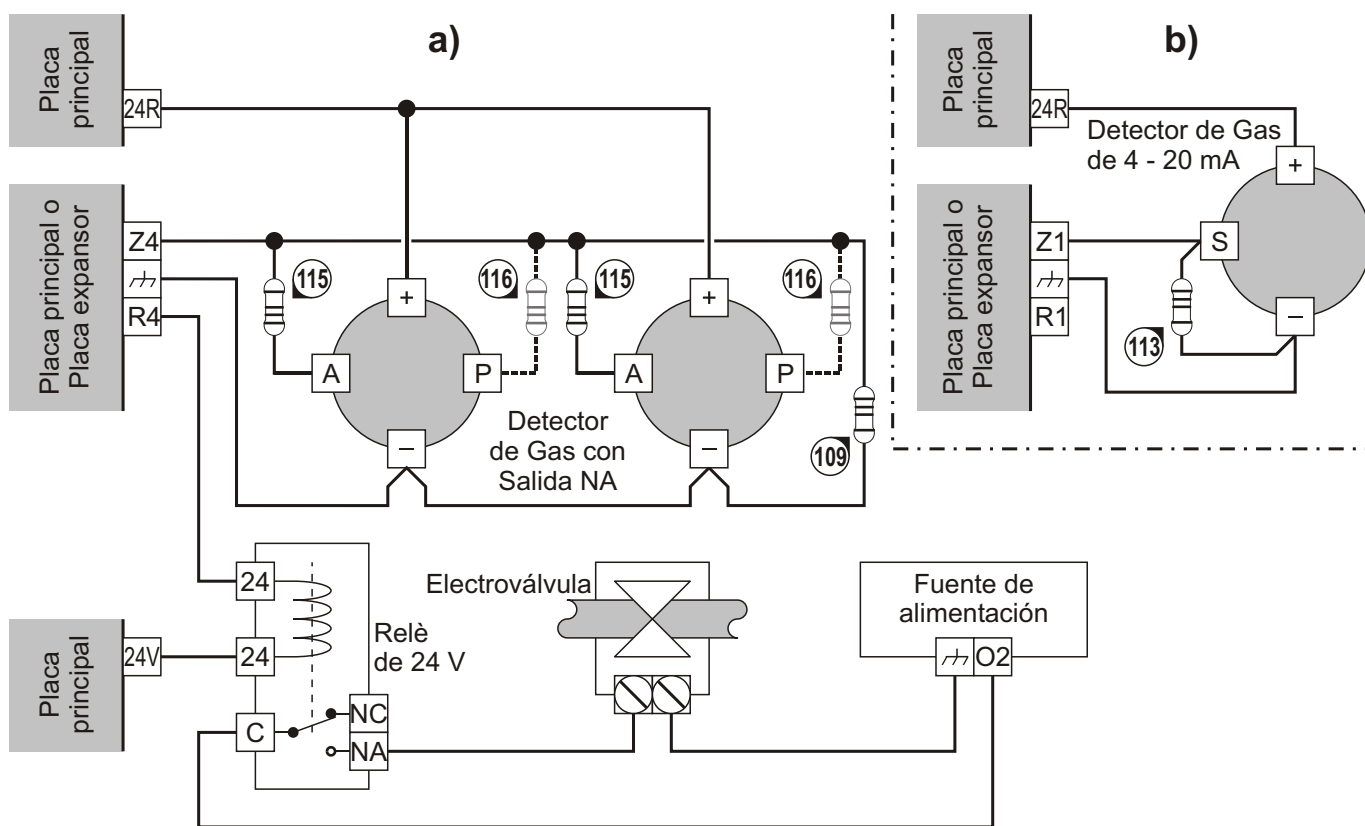 a)
Placa
principal
24R
Placa principal o
Placa expansor
Z4
R4
115
116
115
116
+
+
A
P
A
P
−
−
Detector
de Gas con
Salida NA
109
b)
Placa
principal
24R
Detector de Gas
de 4 - 20 mA
+
Placa principal o
Placa expansor
Z1
R1
S
−
113
24
24
Placa
principal
24V
Relè
de 24 V
C
NC
NA
Electroválvula
Fuente de
alimentación
O2